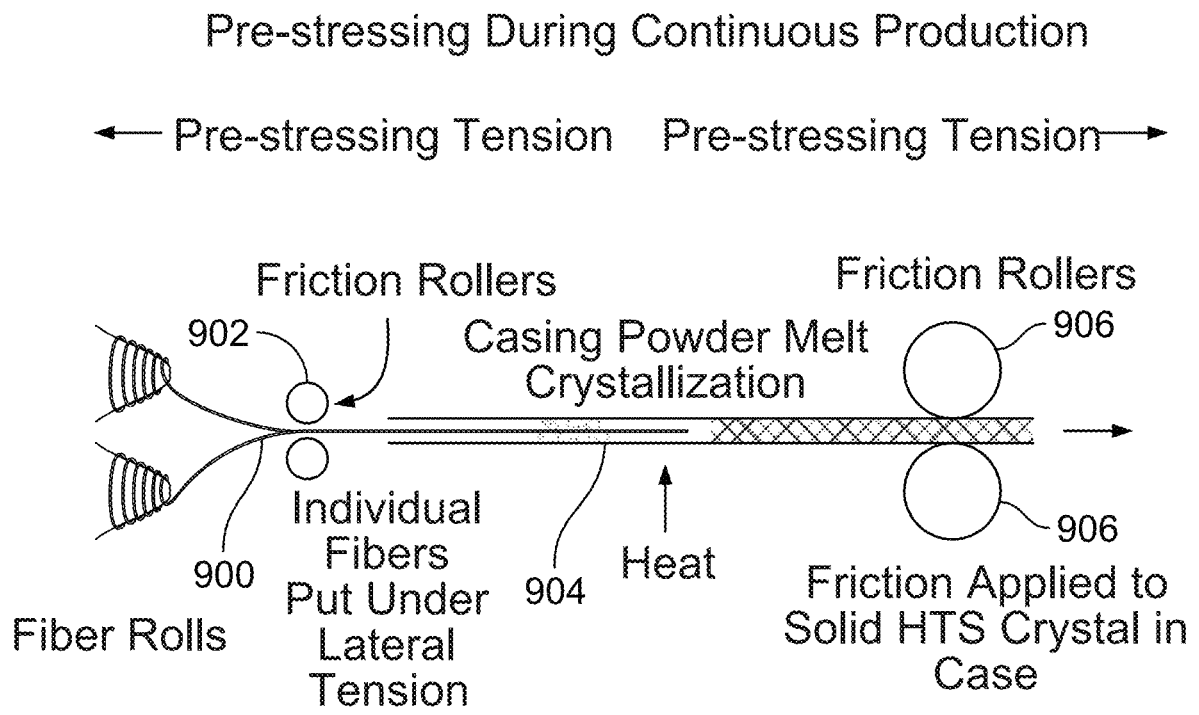 Pre-stressing During Continuous Production
Pre-stressing Tension
Pre-stressing Tension
Friction Rollers
902
Casing Powder Melt
Crystallization
Friction Rollers
906
900
Fiber Rolls
Individual
Fibers
Put Under
Lateral
Tension
904
Heat
906
Friction Applied to
Solid HTS Crystal in
Case